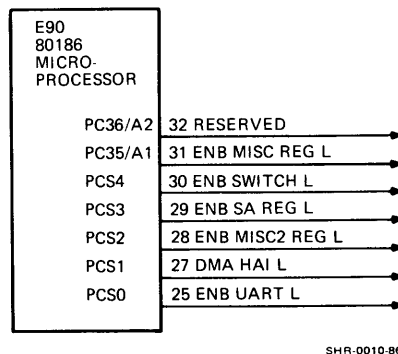 E90
80186
MICRO-
PROCESSOR
PC36/A2 32 RESERVED
PC35/A1 31 ENB MISC REG L
PCS4 30 ENB SWITCH L
PCS3 29 ENB SA REG L
PCS2 28 ENB MISC2 REG L
PCS1 27 DMA HAI L
PCS0 25 ENB UART L
SHR-0010-86